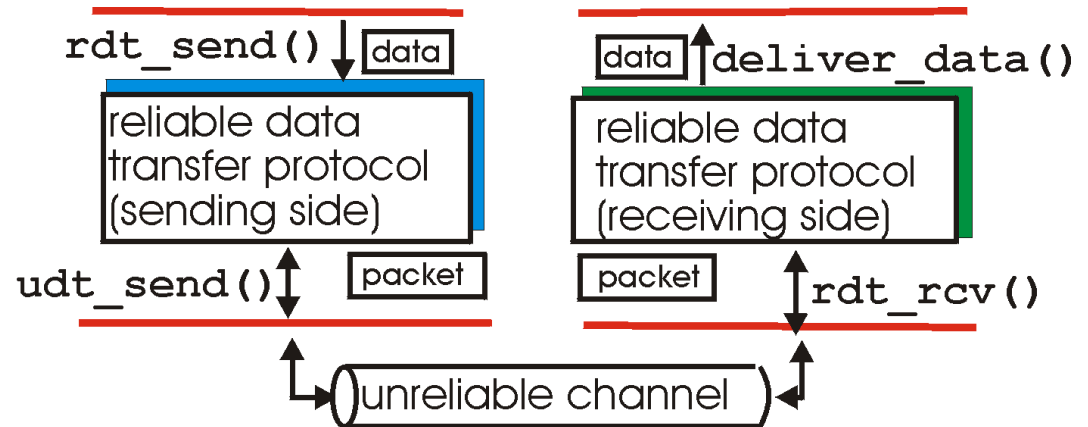 rdt_send()
data
data
deliver_data()
reliable data
transfer protocol
(sending side)
reliable data
transfer protocol
(receiving side)
udt_send()
packet
packet
rdt_rcv()
unreliable channel